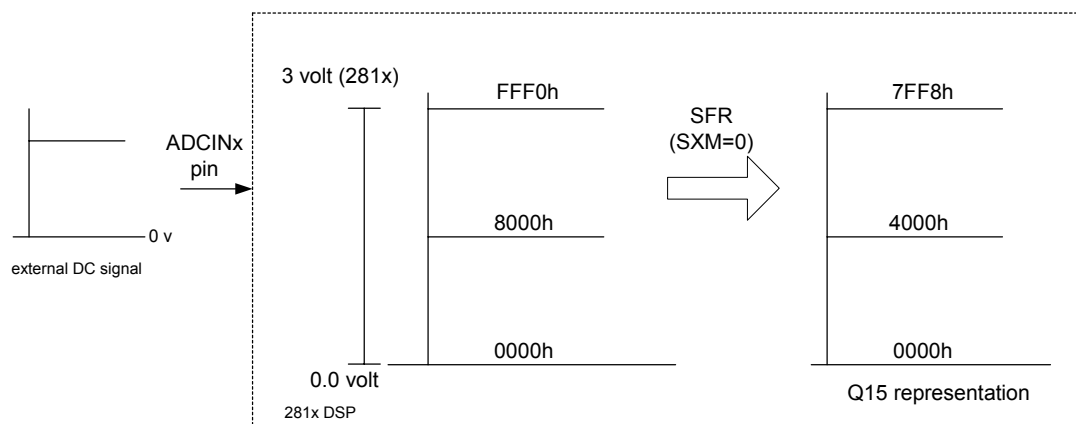 3 volt (281x)
FFF0h
7FF8h
SFR
(SXM=0)
ADCINx
pin
8000h
4000h
0 v
external DC signal
0000h
0000h
0.0 volt
Q15 representation
281x DSP